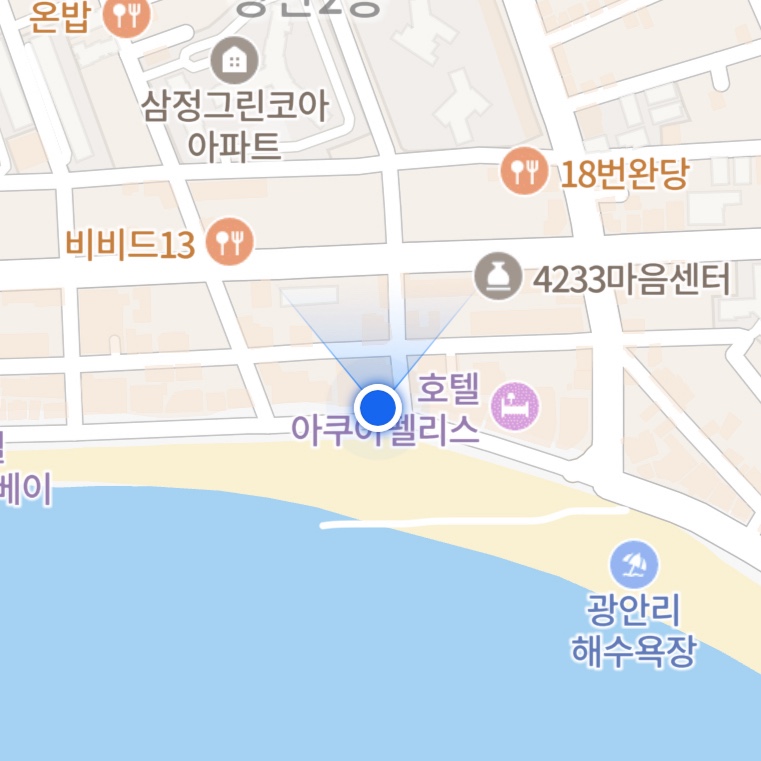 온밥
삼정그린코아
아파트
18번완당
비비드13
4233마음센터
호텔
아쿠아펠리스
베이
광안리
해수욕장